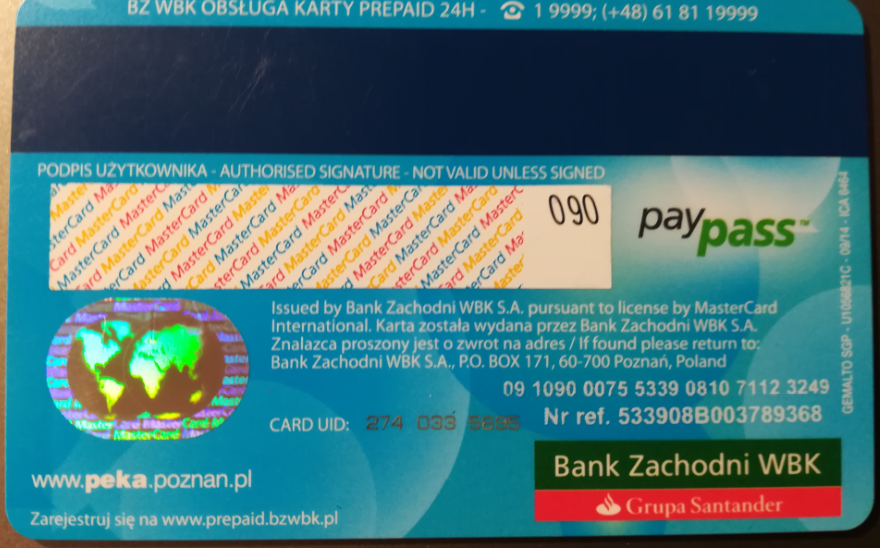 BZ WBK OBSŁUGA KARTY PREPAID 24H - ☎ 1 9999; (+48) 61 81 19999
PODPIS UŻYTKOWNIKA - AUTHORISED SIGNATURE - NOT VALID UNLESS SIGNED
MasterCard MasterCard MasterCard
090
paypass™
GEMALTO SGP - U1056821C - 09/14 - ICA 6464
Issued by Bank Zachodni WBK S.A. pursuant to license by MasterCard
International. Karta została wydana przez Bank Zachodni WBK S.A.
Znalazca proszony jest o zwrot na adres / If found please return to:
Bank Zachodni WBK S.A., P.O. BOX 171, 60-700 Poznań, Poland
09 1090 0075 5339 0810 7112 3249
Nr ref. 533908B003789368
CARD UID: 274 033 5895
Bank Zachodni WBK
Grupa Santander
www.peka.poznan.pl
Zarejestruj się na www.prepaid.bzwbk.pl